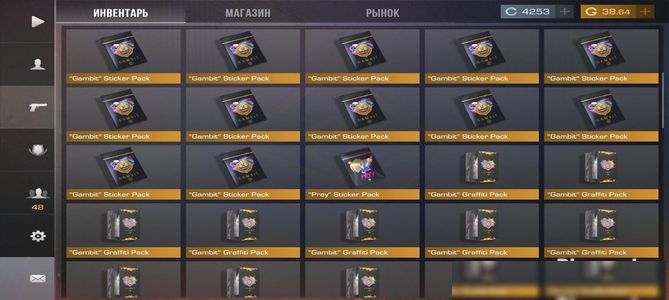 ИНВЕНТАРЬ МАГАЗИН РЫНОК C 4253 + G 38.64 +
"Gambit" Sticker Pack "Gambit" Sticker Pack "Gambit" Sticker Pack "Gambit" Sticker Pack "Gambit" Sticker Pack
"Gambit" Sticker Pack "Gambit" Sticker Pack "Gambit" Sticker Pack "Gambit" Sticker Pack "Gambit" Sticker Pack
"Gambit" Sticker Pack "Gambit" Sticker Pack "Prey" Sticker Pack "Gambit" Graffiti Pack "Gambit" Graffiti Pack
48
"Gambit" Graffiti Pack "Gambit" Graffiti Pack "Gambit" Graffiti Pack "Gambit" Graffiti Pack "Gambit" Graffiti Pack